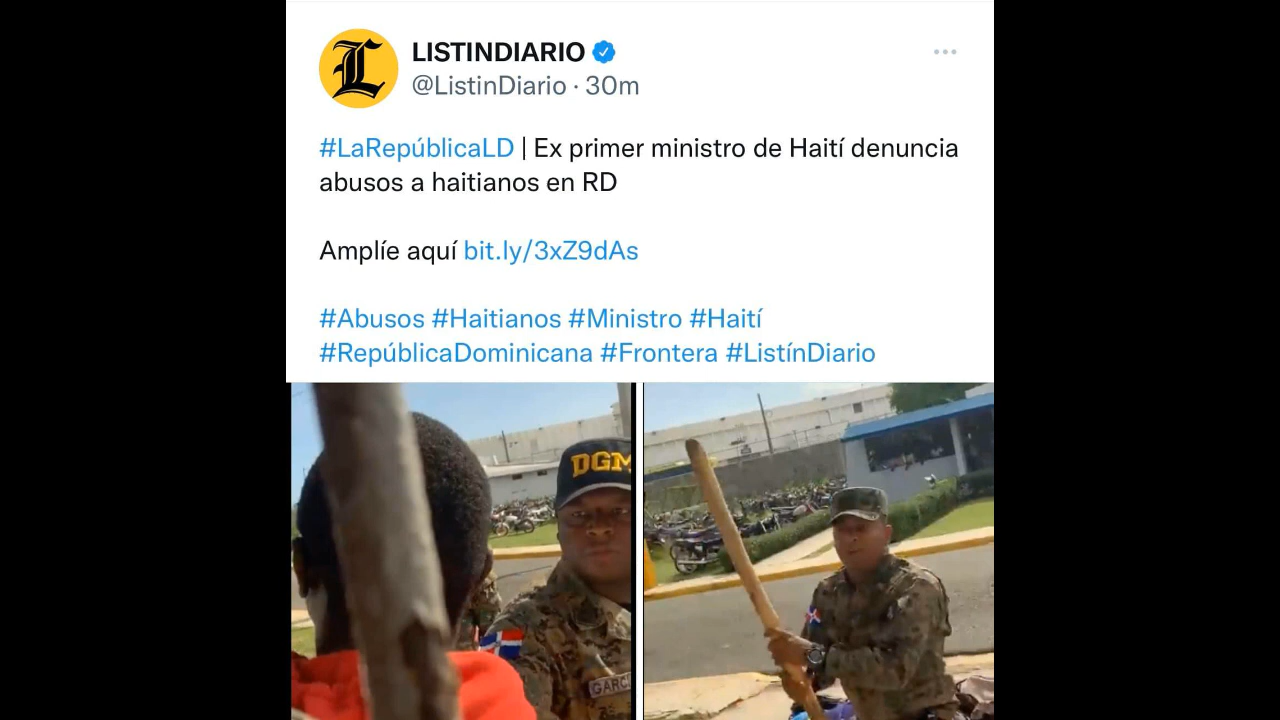 LISTINDIARIO
@ListinDiario · 30m
#LaRepúblicaLD | Ex primer ministro de Haití denuncia
abusos a haitianos en RD
Amplíe aquí bit.ly/3xZ9dAs
#Abusos #Haitianos #Ministro #Haití
#RepúblicaDominicana #Frontera #ListínDiario
DGM